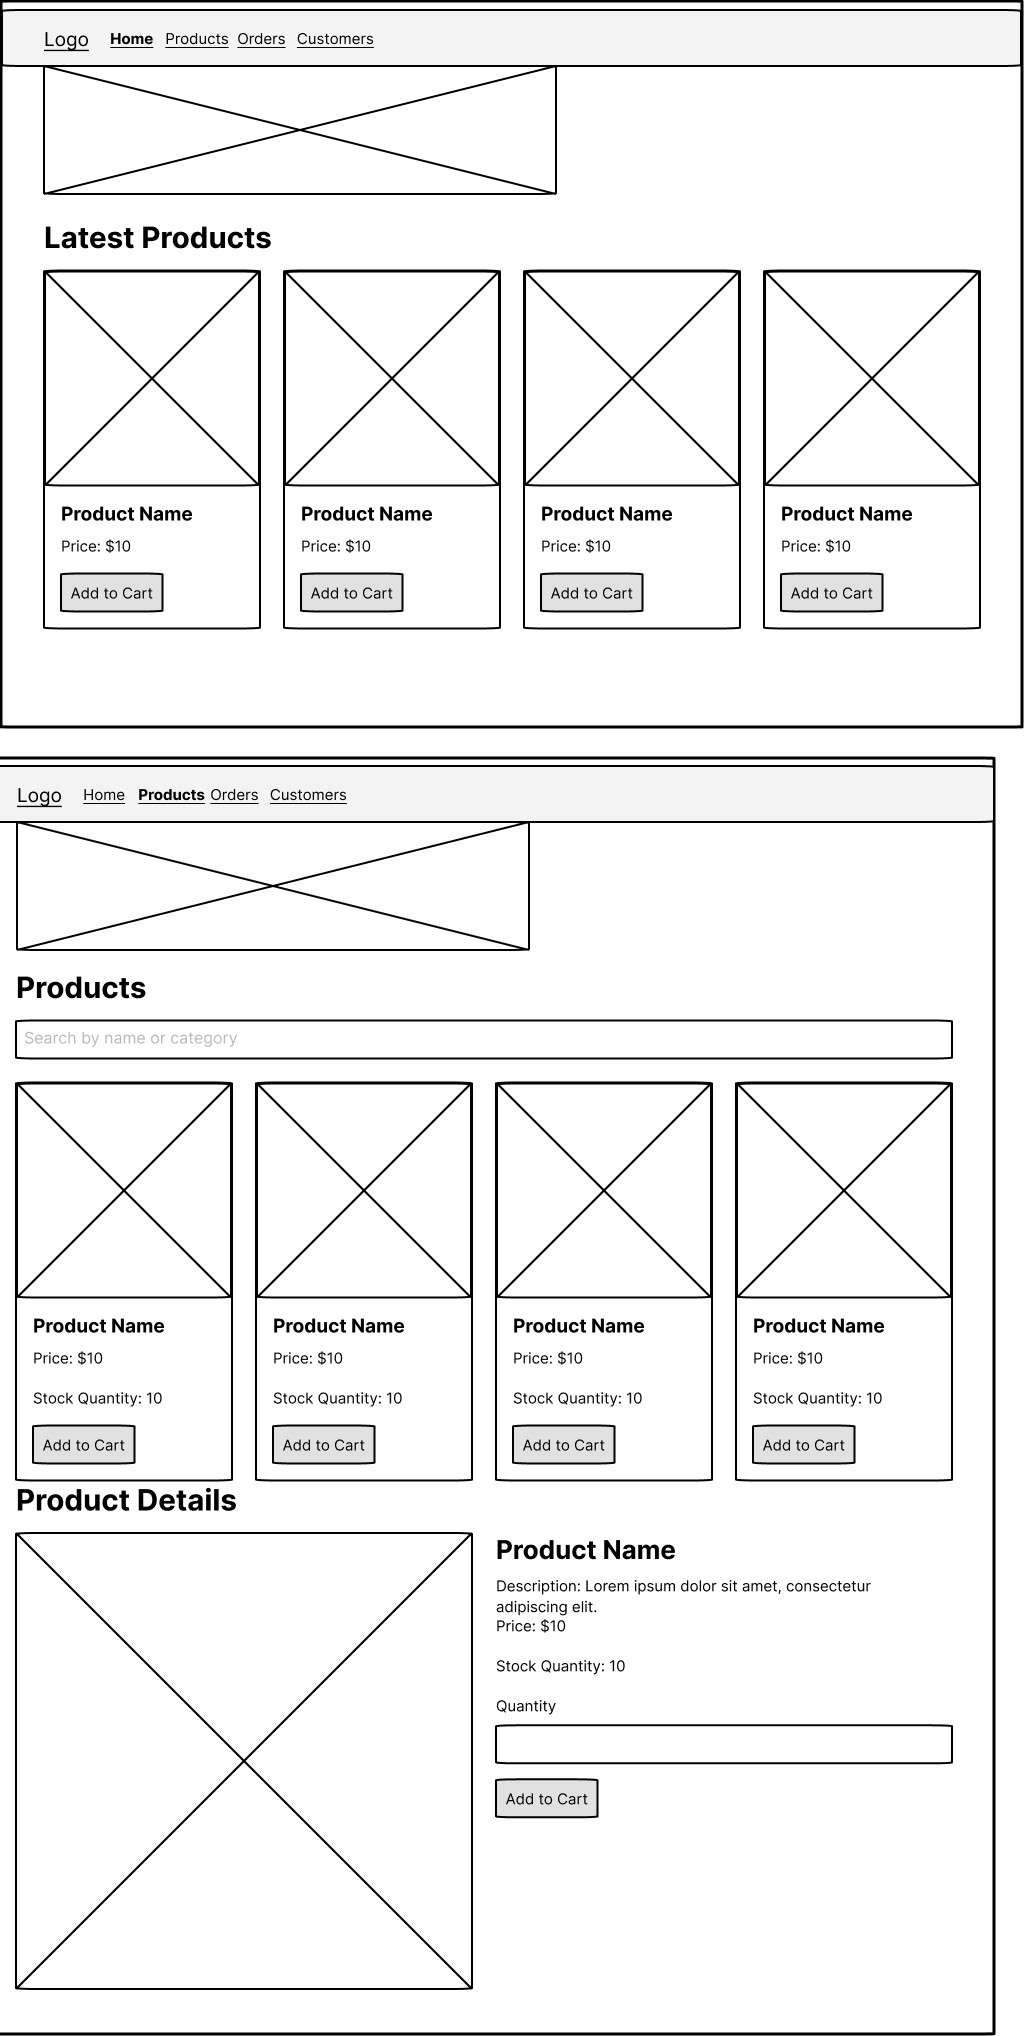 Logo Home Products Orders Customers
Latest Products
Product Name Product Name Product Name Product Name
Price: $10 Price: $10 Price: $10 Price: $10
Add to Cart Add to Cart Add to Cart Add to Cart
Logo Home Products Orders Customers
Products
Search by name or category
Product Name Product Name Product Name Product Name
Price: $10 Price: $10 Price: $10 Price: $10
Stock Quantity: 10 Stock Quantity: 10 Stock Quantity: 10 Stock Quantity: 10
Add to Cart Add to Cart Add to Cart Add to Cart
Product Details
Product Name
Description: Lorem ipsum dolor sit amet, consectetur
adipiscing elit.
Price: $10
Stock Quantity: 10
Quantity
Add to Cart